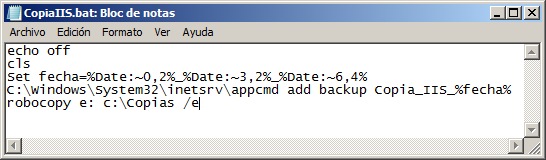 CopiaIIS.bat: Bloc de notas
Archivo Edición Formato Ver Ayuda
echo off
cls
Set fecha=%Date:~0,2%_%Date:~3,2%_%Date:~6,4%
C:\Windows\System32\inetsrv\appcmd add backup Copia_IIS_%fecha%
robocopy e: c:\Copias /e